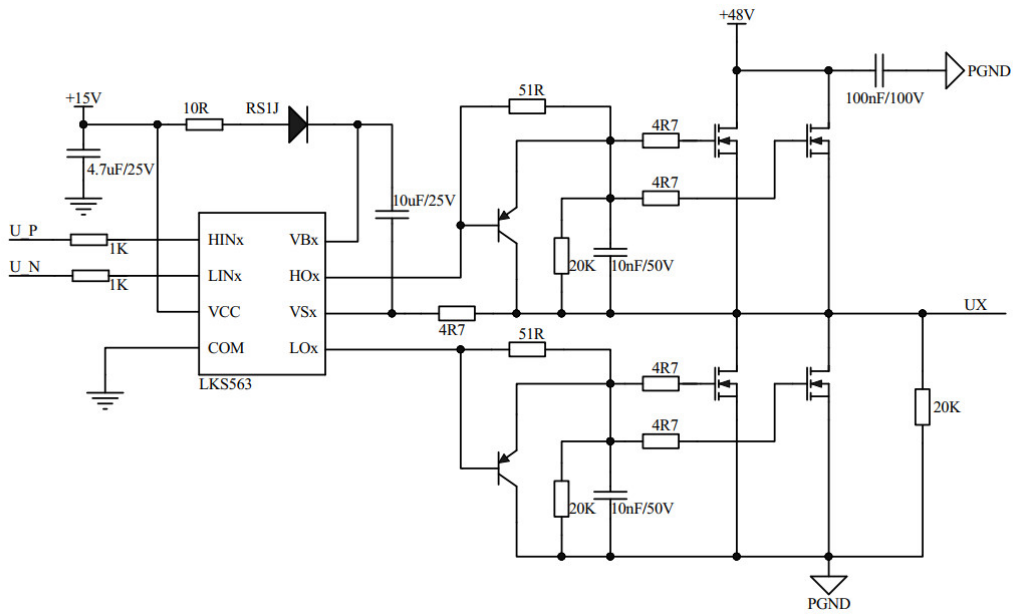 +48V
PGND
100nF/100V
+15V
10R
RS1J
51R
4R7
4.7uF/25V
10uF/25V
4R7
U_P
1K
HINx
VBx
20K
10nF/50V
U_N
1K
LINx
HOx
VCC
VSx
4R7
UX
51R
COM
LOx
LKS563
4R7
20K
4R7
20K
10nF/50V
PGND